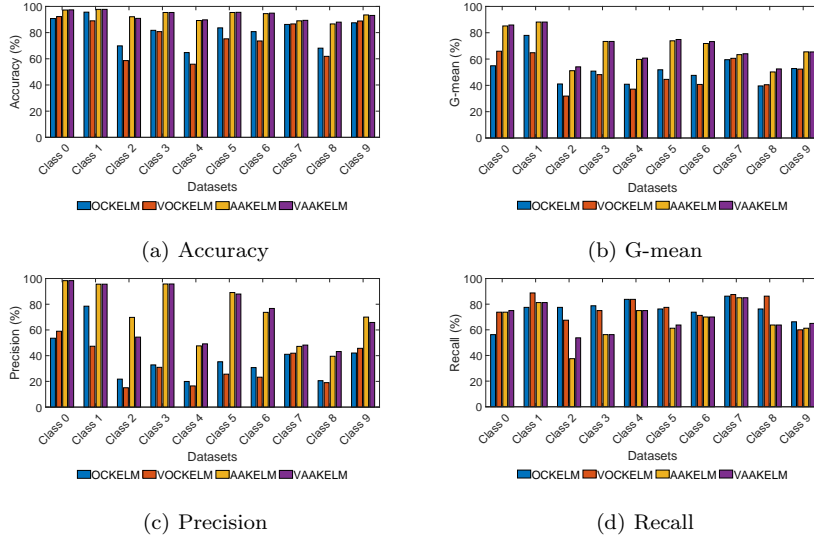 100
80
60
40
20
0
Accuracy (%)
Class 0 Class 1 Class 2 Class 3 Class 4 Class 5 Class 6 Class 7 Class 8 Class 9
Datasets
OCKELM VOCKELM AAKELM VAAKELM
(a) Accuracy
100
80
60
40
20
0
G-mean (%)
Class 0 Class 1 Class 2 Class 3 Class 4 Class 5 Class 6 Class 7 Class 8 Class 9
Datasets
OCKELM VOCKELM AAKELM VAAKELM
(b) G-mean
100
80
60
40
20
0
Precision (%)
Class 0 Class 1 Class 2 Class 3 Class 4 Class 5 Class 6 Class 7 Class 8 Class 9
Datasets
OCKELM VOCKELM AAKELM VAAKELM
(c) Precision
100
80
60
40
20
0
Recall (%)
Class 0 Class 1 Class 2 Class 3 Class 4 Class 5 Class 6 Class 7 Class 8 Class 9
Datasets
OCKELM VOCKELM AAKELM VAAKELM
(d) Recall